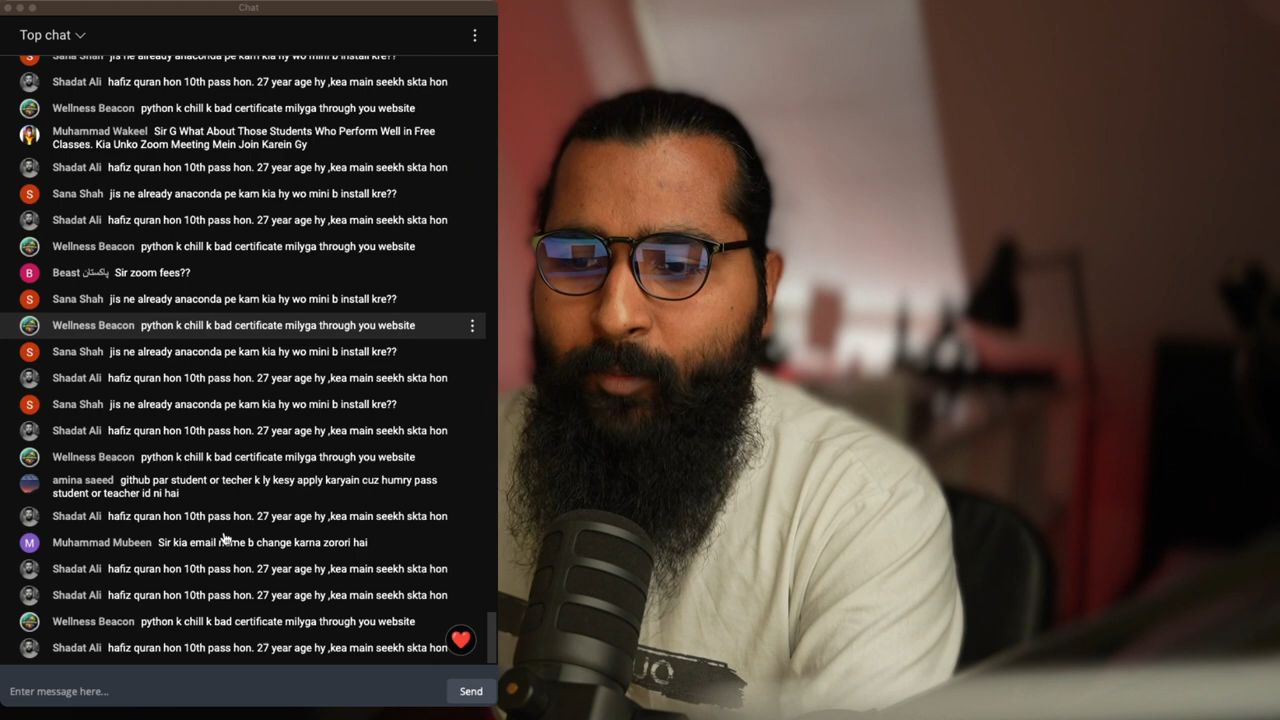 Chat
Top chat
Sana Shah jis ne already anaconda pe kam kia hy wo mini b install kre??
Shadat Ali hafiz quran hon 10th pass hon. 27 year age hy ,kea main seekh skta hon
Wellness Beacon python k chill k bad certificate milyga through you website
Muhammad Wakeel Sir G What About Those Students Who Perform Well in Free
Classes. Kia Unko Zoom Meeting Mein Join Karein Gy
Shadat Ali hafiz quran hon 10th pass hon. 27 year age hy ,kea main seekh skta hon
S Sana Shah jis ne already anaconda pe kam kia hy wo mini b install kre??
Shadat Ali hafiz quran hon 10th pass hon. 27 year age hy ,kea main seekh skta hon
Wellness Beacon python k chill k bad certificate milyga through you website
B Beast پاکستان Sir zoom fees??
S Sana Shah jis ne already anaconda pe kam kia hy wo mini b install kre??
Wellness Beacon python k chill k bad certificate milyga through you website
S Sana Shah jis ne already anaconda pe kam kia hy wo mini b install kre??
Shadat Ali hafiz quran hon 10th pass hon. 27 year age hy ,kea main seekh skta hon
S Sana Shah jis ne already anaconda pe kam kia hy wo mini b install kre??
Shadat Ali hafiz quran hon 10th pass hon. 27 year age hy ,kea main seekh skta hon
Wellness Beacon python k chill k bad certificate milyga through you website
amina saeed github par student or techer k ly kesy apply karyain cuz humry pass
student or teacher id ni hai
Shadat Ali hafiz quran hon 10th pass hon. 27 year age hy ,kea main seekh skta hon
M Muhammad Mubeen Sir kia email name b change karna zorori hai
Shadat Ali hafiz quran hon 10th pass hon. 27 year age hy ,kea main seekh skta hon
Shadat Ali hafiz quran hon 10th pass hon. 27 year age hy ,kea main seekh skta hon
Wellness Beacon python k chill k bad certificate milyga through you website
Shadat Ali hafiz quran hon 10th pass hon. 27 year age hy ,kea main seekh skta hon
Enter message here...
Send